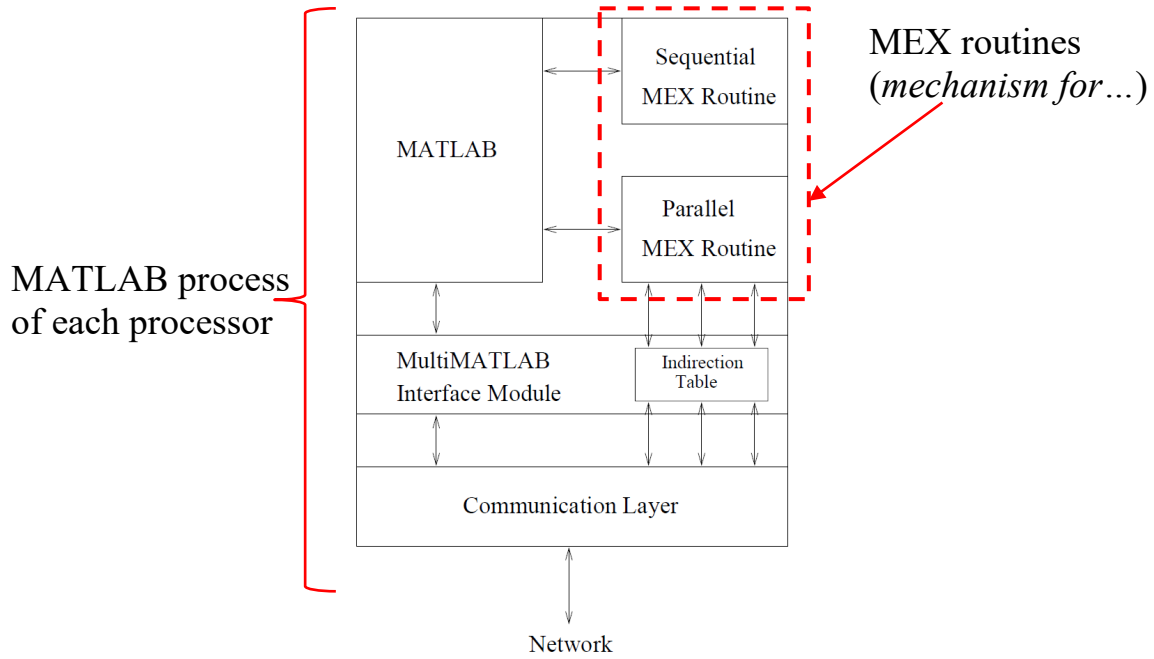 Sequential
MEX Routine
MEX routines
(mechanism for…)
MATLAB
Parallel
MEX Routine
MATLAB process
of each processor
MultiMATLAB
Interface Module
Indirection
Table
Communication Layer
Network